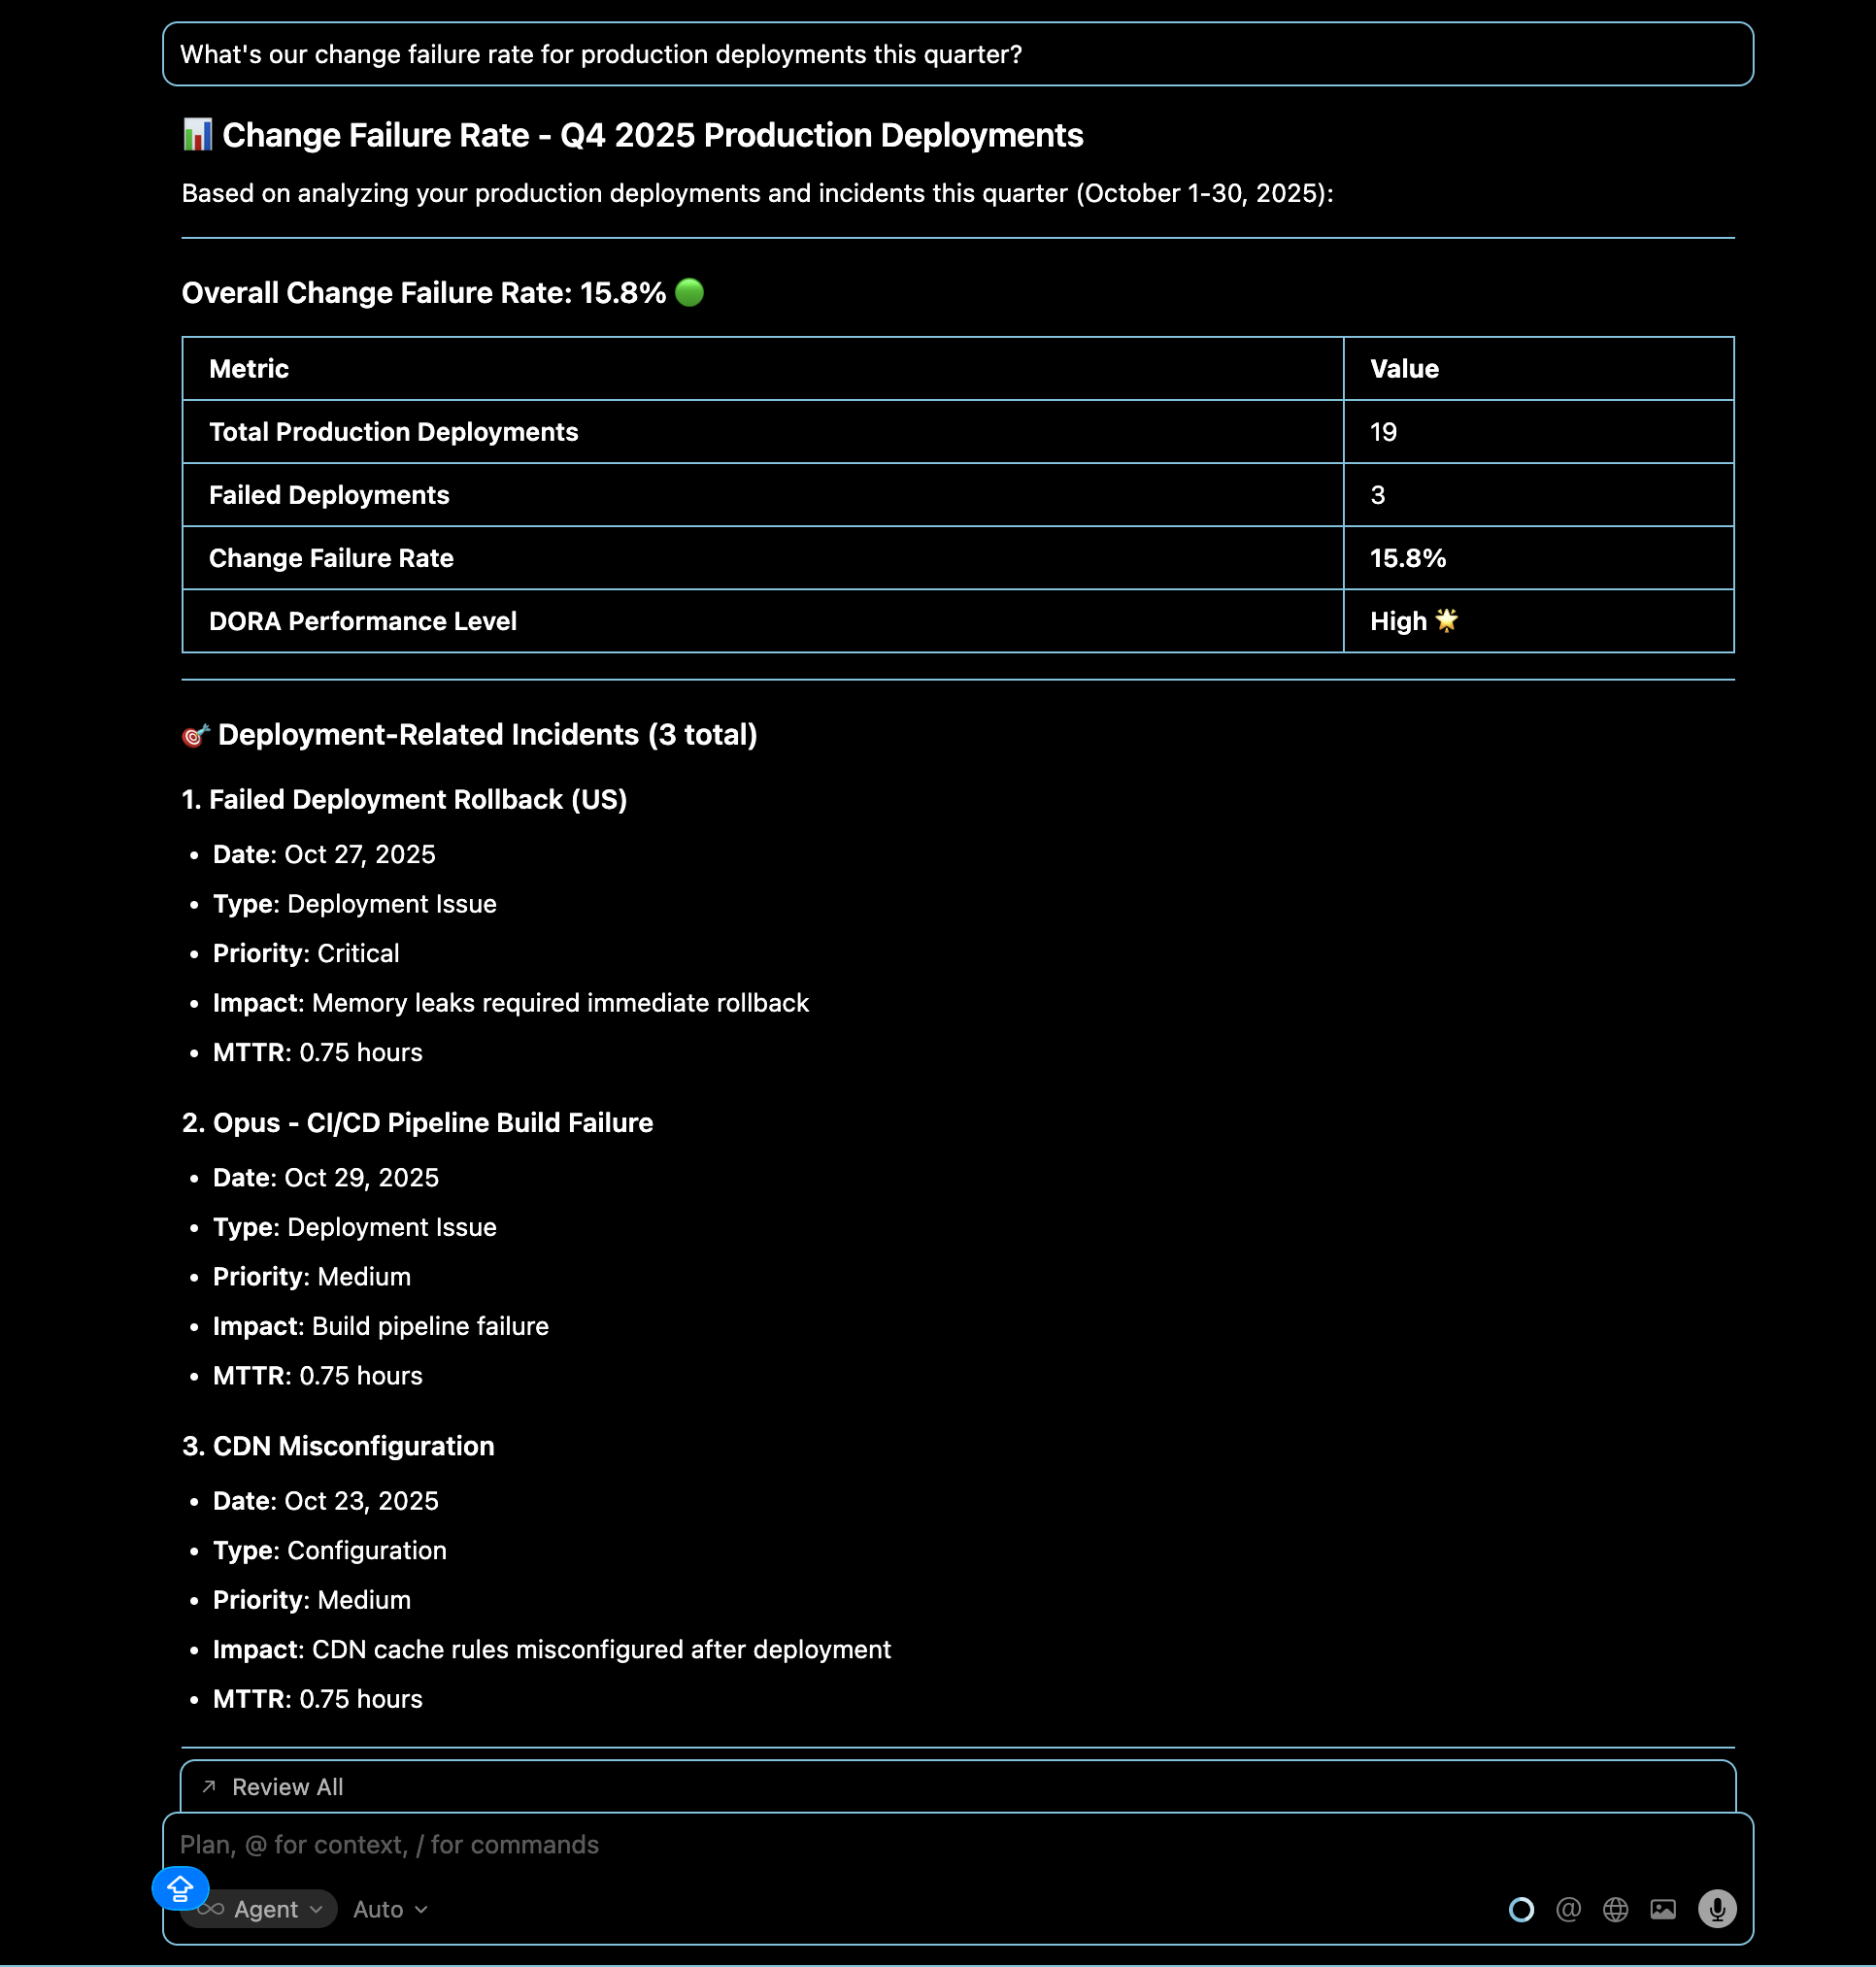 What's our change failure rate for production deployments this quarter?
📊 Change Failure Rate - Q4 2025 Production Deployments
Based on analyzing your production deployments and incidents this quarter (October 1-30, 2025):
Overall Change Failure Rate: 15.8% 🟢
Metric Value
Total Production Deployments 19
Failed Deployments 3
Change Failure Rate 15.8%
DORA Performance Level High 🌟
🎯 Deployment-Related Incidents (3 total)
1. Failed Deployment Rollback (US)
• Date: Oct 27, 2025
• Type: Deployment Issue
• Priority: Critical
• Impact: Memory leaks required immediate rollback
• MTTR: 0.75 hours
2. Opus - CI/CD Pipeline Build Failure
• Date: Oct 29, 2025
• Type: Deployment Issue
• Priority: Medium
• Impact: Build pipeline failure
• MTTR: 0.75 hours
3. CDN Misconfiguration
• Date: Oct 23, 2025
• Type: Configuration
• Priority: Medium
• Impact: CDN cache rules misconfigured after deployment
• MTTR: 0.75 hours
Review All
Plan, @ for context, / for commands
Agent Auto